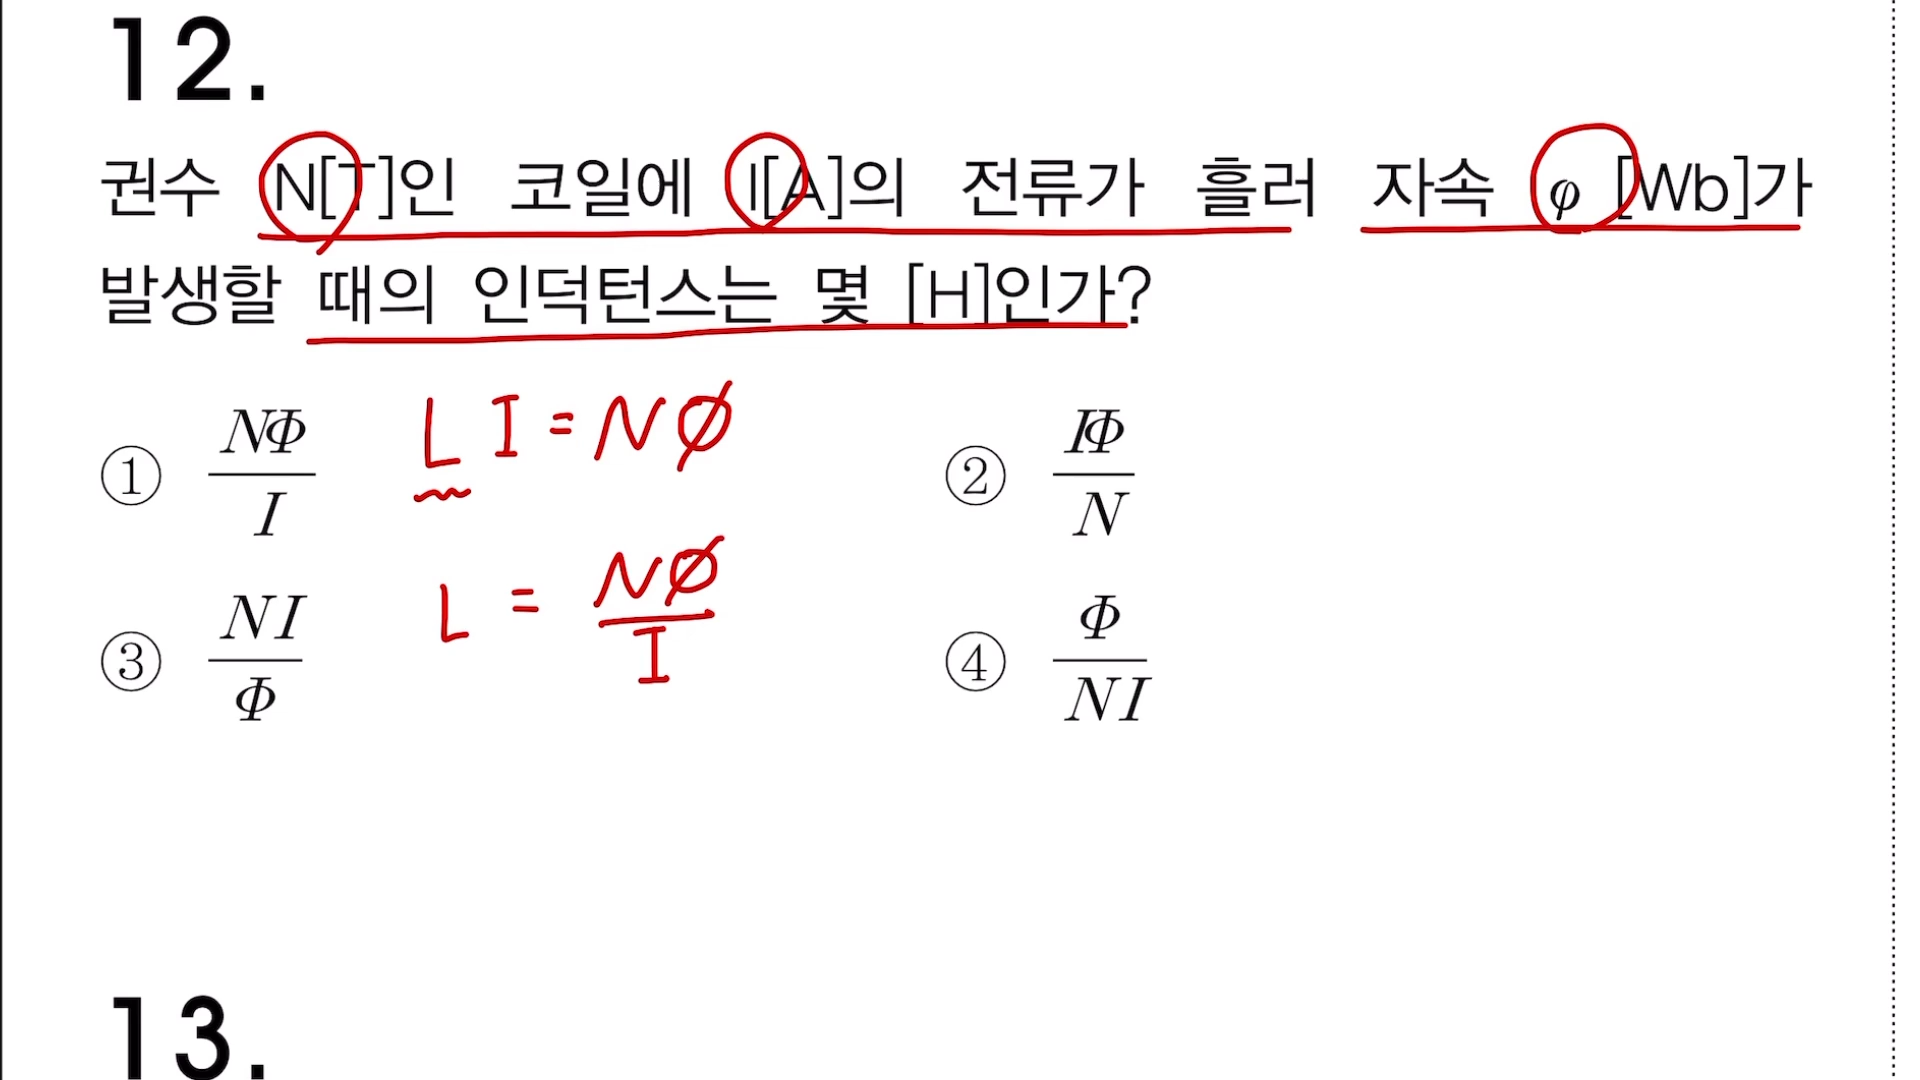 12.
권수 N[T]인 코일에 I[A]의 전류가 흘러 자속 φ [Wb]가
발생할 때의 인덕턴스는 몇 [H]인가?
① NΦ/I
LI=NØ
② IΦ/N
L = NØ/I
③ NI/Φ
④ Φ/NI
13.